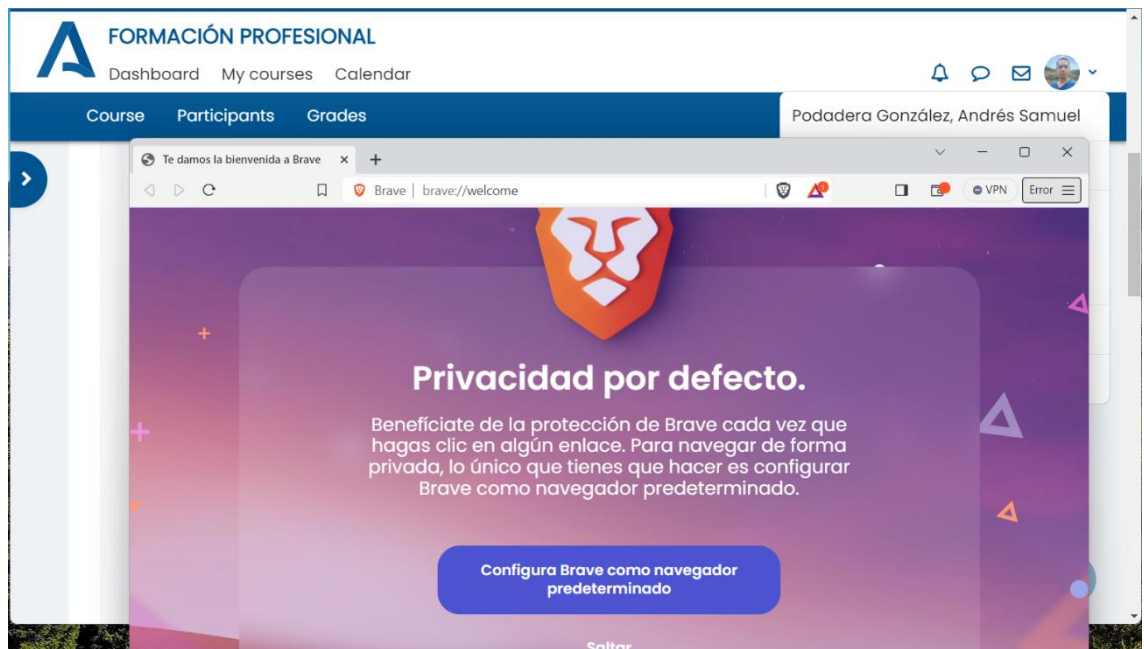 FORMACIÓN PROFESIONAL
Dashboard My courses Calendar
Course Participants Grades
Podadera González, Andrés Samuel
Te damos la bienvenida a Brave
Brave | brave://welcome
1
VPN
Error
Privacidad por defecto.
Benefíciate de la protección de Brave cada vez que
hagas clic en algún enlace. Para navegar de forma
privada, lo único que tienes que hacer es configurar
Brave como navegador predeterminado.
Configura Brave como navegador
predeterminado
Saltar